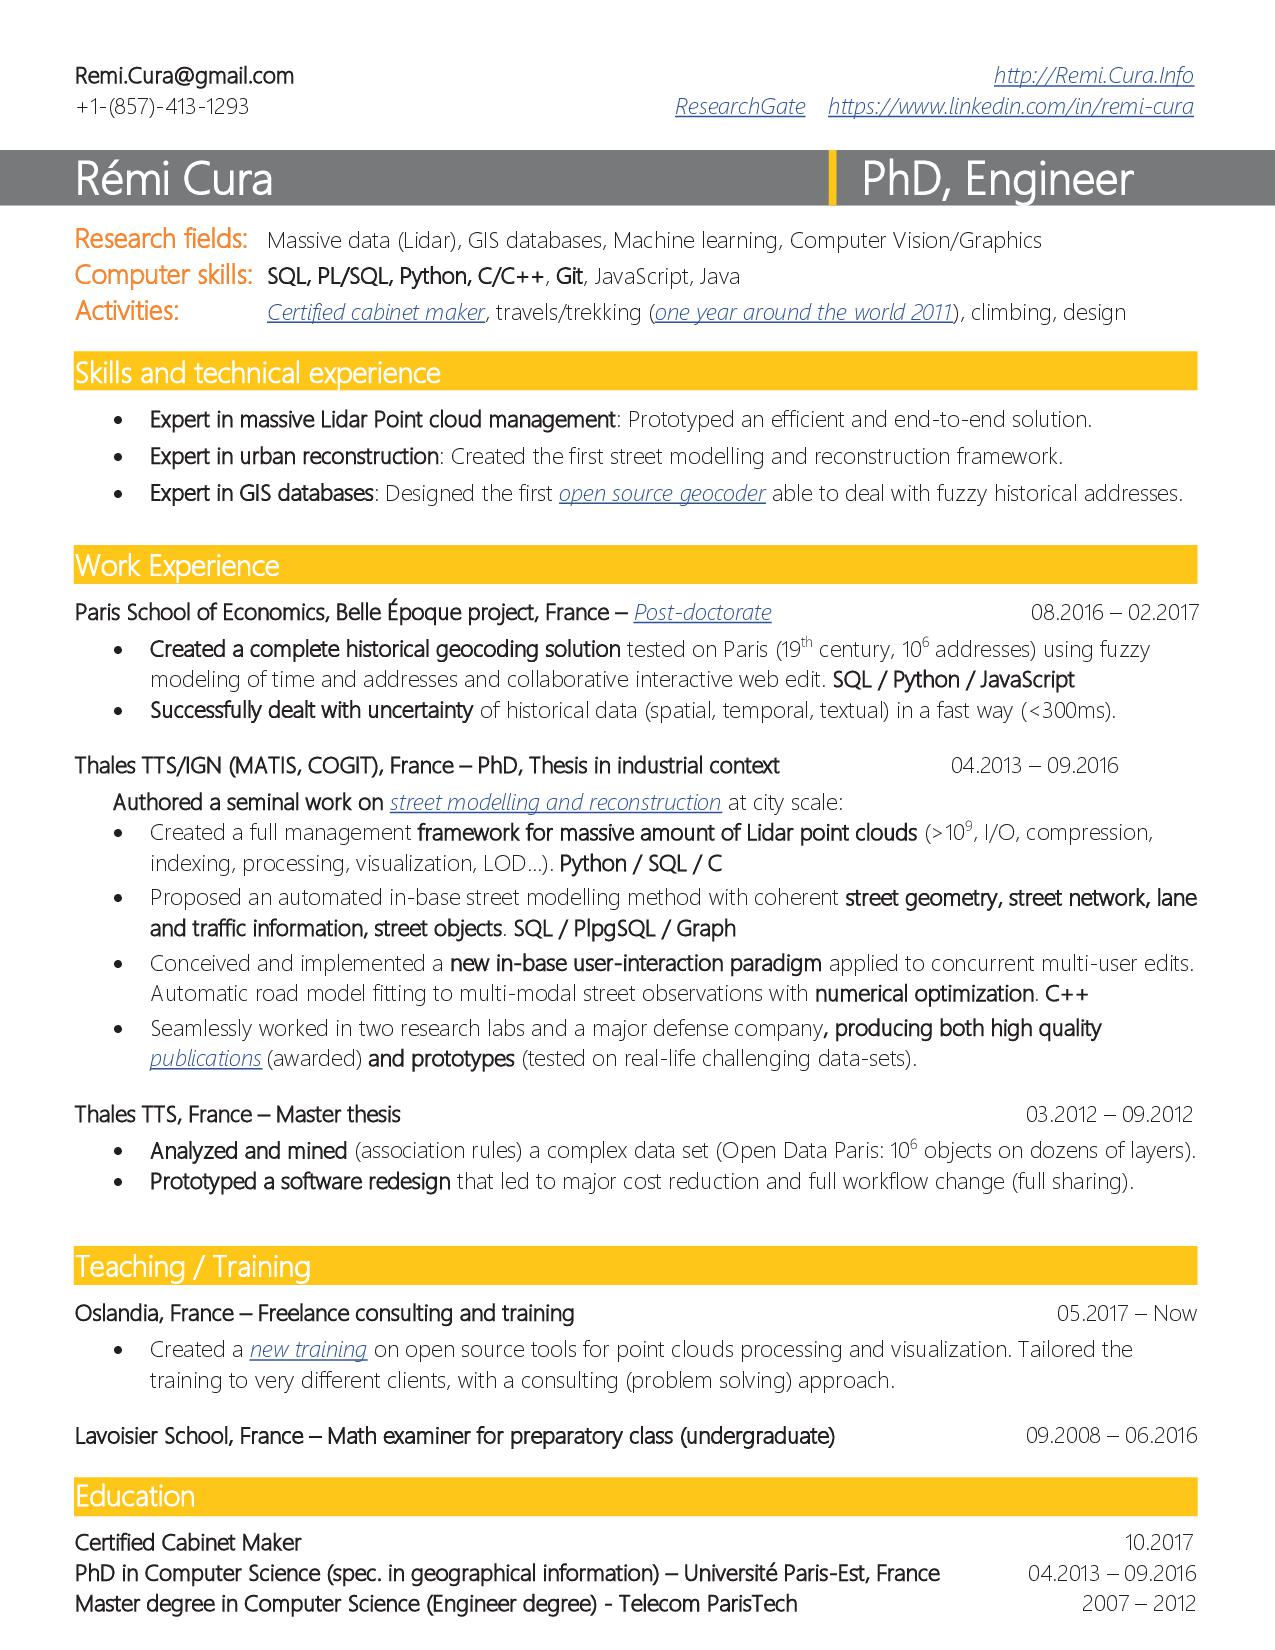 Remi.Cura@gmail.com http://Remi.Cura.Info
+1-(857)-413-1293 ResearchGate https://www.linkedin.com/in/remi-cura
Rémi Cura PhD, Engineer
Research fields: Massive data (Lidar), GIS databases, Machine learning, Computer Vision/Graphics
Computer skills: SQL, PL/SQL, Python, C/C++, Git, JavaScript, Java
Activities: Certified cabinet maker, travels/trekking (one year around the world 2011), climbing, design
Skills and technical experience
• Expert in massive Lidar Point cloud management: Prototyped an efficient and end-to-end solution.
• Expert in urban reconstruction: Created the first street modelling and reconstruction framework.
• Expert in GIS databases: Designed the first open source geocoder able to deal with fuzzy historical addresses.
Work Experience
Paris School of Economics, Belle Époque project, France – Post-doctorate 08.2016 – 02.2017
• Created a complete historical geocoding solution tested on Paris (19th century, 10⁶ addresses) using fuzzy
modeling of time and addresses and collaborative interactive web edit. SQL / Python / JavaScript
• Successfully dealt with uncertainty of historical data (spatial, temporal, textual) in a fast way (<300ms).
Thales TTS/IGN (MATIS, COGIT), France – PhD, Thesis in industrial context 04.2013 – 09.2016
Authored a seminal work on street modelling and reconstruction at city scale:
• Created a full management framework for massive amount of Lidar point clouds (>10⁹, I/O, compression,
indexing, processing, visualization, LOD...). Python / SQL / C
• Proposed an automated in-base street modelling method with coherent street geometry, street network, lane
and traffic information, street objects. SQL / PlpgSQL / Graph
• Conceived and implemented a new in-base user-interaction paradigm applied to concurrent multi-user edits.
Automatic road model fitting to multi-modal street observations with numerical optimization. C++
• Seamlessly worked in two research labs and a major defense company, producing both high quality
publications (awarded) and prototypes (tested on real-life challenging data-sets).
Thales TTS, France – Master thesis 03.2012 – 09.2012
• Analyzed and mined (association rules) a complex data set (Open Data Paris: 10⁶ objects on dozens of layers).
• Prototyped a software redesign that led to major cost reduction and full workflow change (full sharing).
Teaching / Training
Oslandia, France – Freelance consulting and training 05.2017 – Now
• Created a new training on open source tools for point clouds processing and visualization. Tailored the
training to very different clients, with a consulting (problem solving) approach.
Lavoisier School, France – Math examiner for preparatory class (undergraduate) 09.2008 – 06.2016
Education
Certified Cabinet Maker 10.2017
PhD in Computer Science (spec. in geographical information) – Université Paris-Est, France 04.2013 – 09.2016
Master degree in Computer Science (Engineer degree) - Telecom ParisTech 2007 – 2012